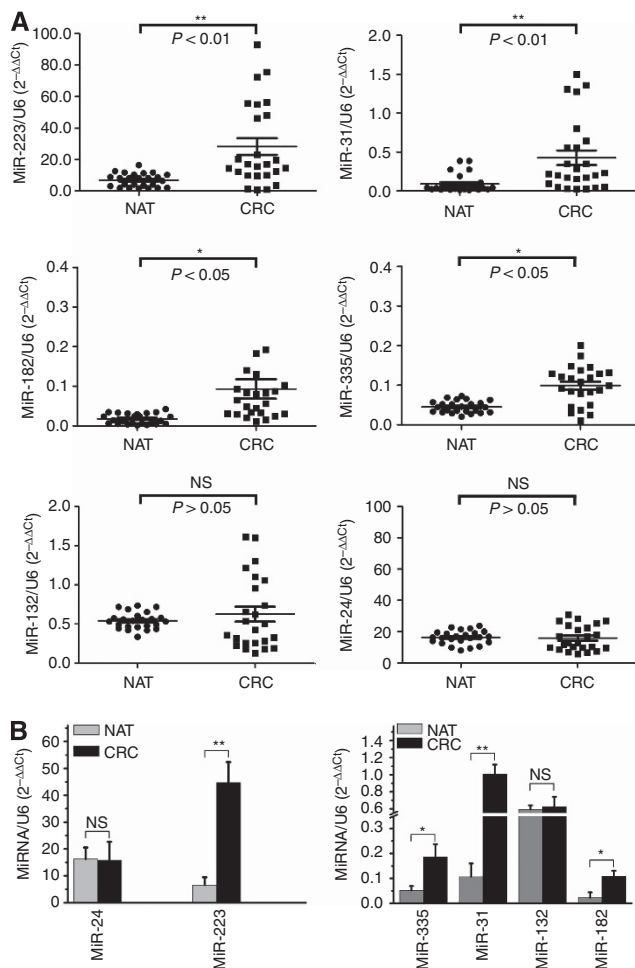 A
MiR-223/U6 (2–ΔΔCt)
100.0
80.0
60.0
40.0
20.0
0.0
**
P < 0.01
NAT
CRC
MiR-31/U6 (2–ΔΔCt)
2.0
1.5
1.0
0.5
0.0
**
P < 0.01
NAT
CRC
MiR-182/U6 (2–ΔΔCt)
0.4
0.3
0.2
0.1
0.0
*
P < 0.05
NAT
CRC
MiR-335/U6 (2–ΔΔCt)
0.4
0.3
0.2
0.1
0.0
*
P < 0.05
NAT
CRC
MiR-132/U6 (2–ΔΔCt)
2.0
1.5
1.0
0.5
0.0
NS
P > 0.05
NAT
CRC
MiR-24/U6 (2–ΔΔCt)
100
80
60
40
20
0
NS
P > 0.05
NAT
CRC
B
MiRNA/U6 (2–ΔΔCt)
60
50
40
30
20
10
0
NAT
CRC
NS
**
MiR-24
MiR-223
MiRNA/U6 (2–ΔΔCt)
1.4
1.2
1.0
0.8
0.6
0.2
0.1
0.0
NAT
CRC
*
**
NS
*
MiR-335
MiR-31
MiR-132
MiR-182